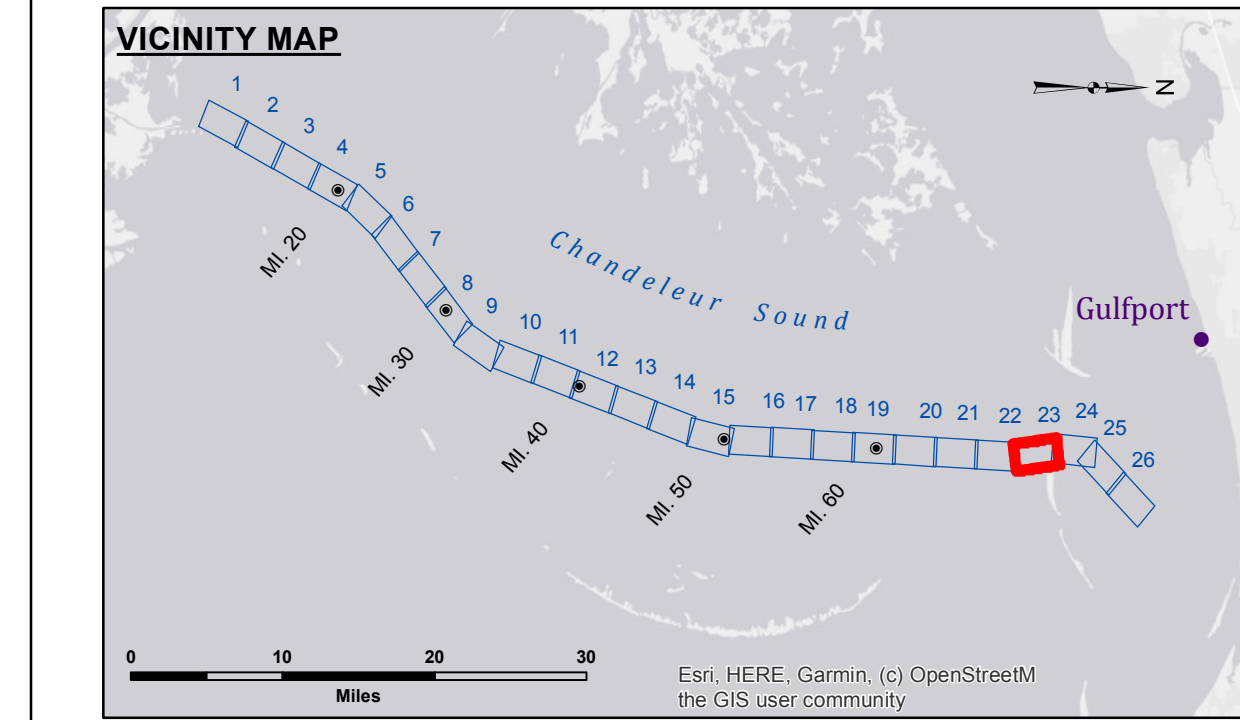 VICINITY MAP
N
1
2
3
4
5
6
7
8
9
10
11
12
13
14
15
16
17
18
19
20
21
22
23
24
25
26
MI. 20
MI. 30
MI. 40
MI. 50
MI. 60
Chandeleur Sound
Gulfport
0 10 20 30
Miles
Esri, HERE, Garmin, (c) OpenStreetM
the GIS user community